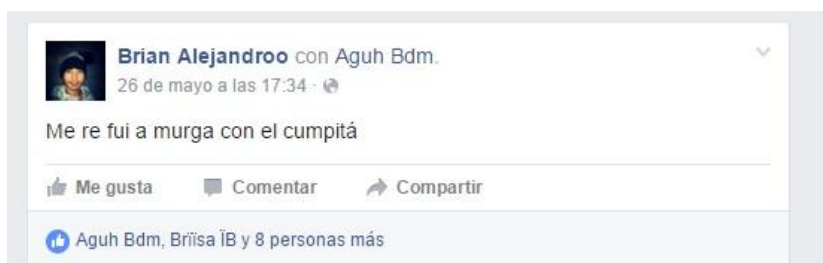 Brian Alejandroo con Aguh Bdm.
26 de mayo a las 17:34 ·
Me re fui a murga con el cumpitá
Me gusta Comentar Compartir
Aguh Bdm, Brïïsa ÏB y 8 personas más